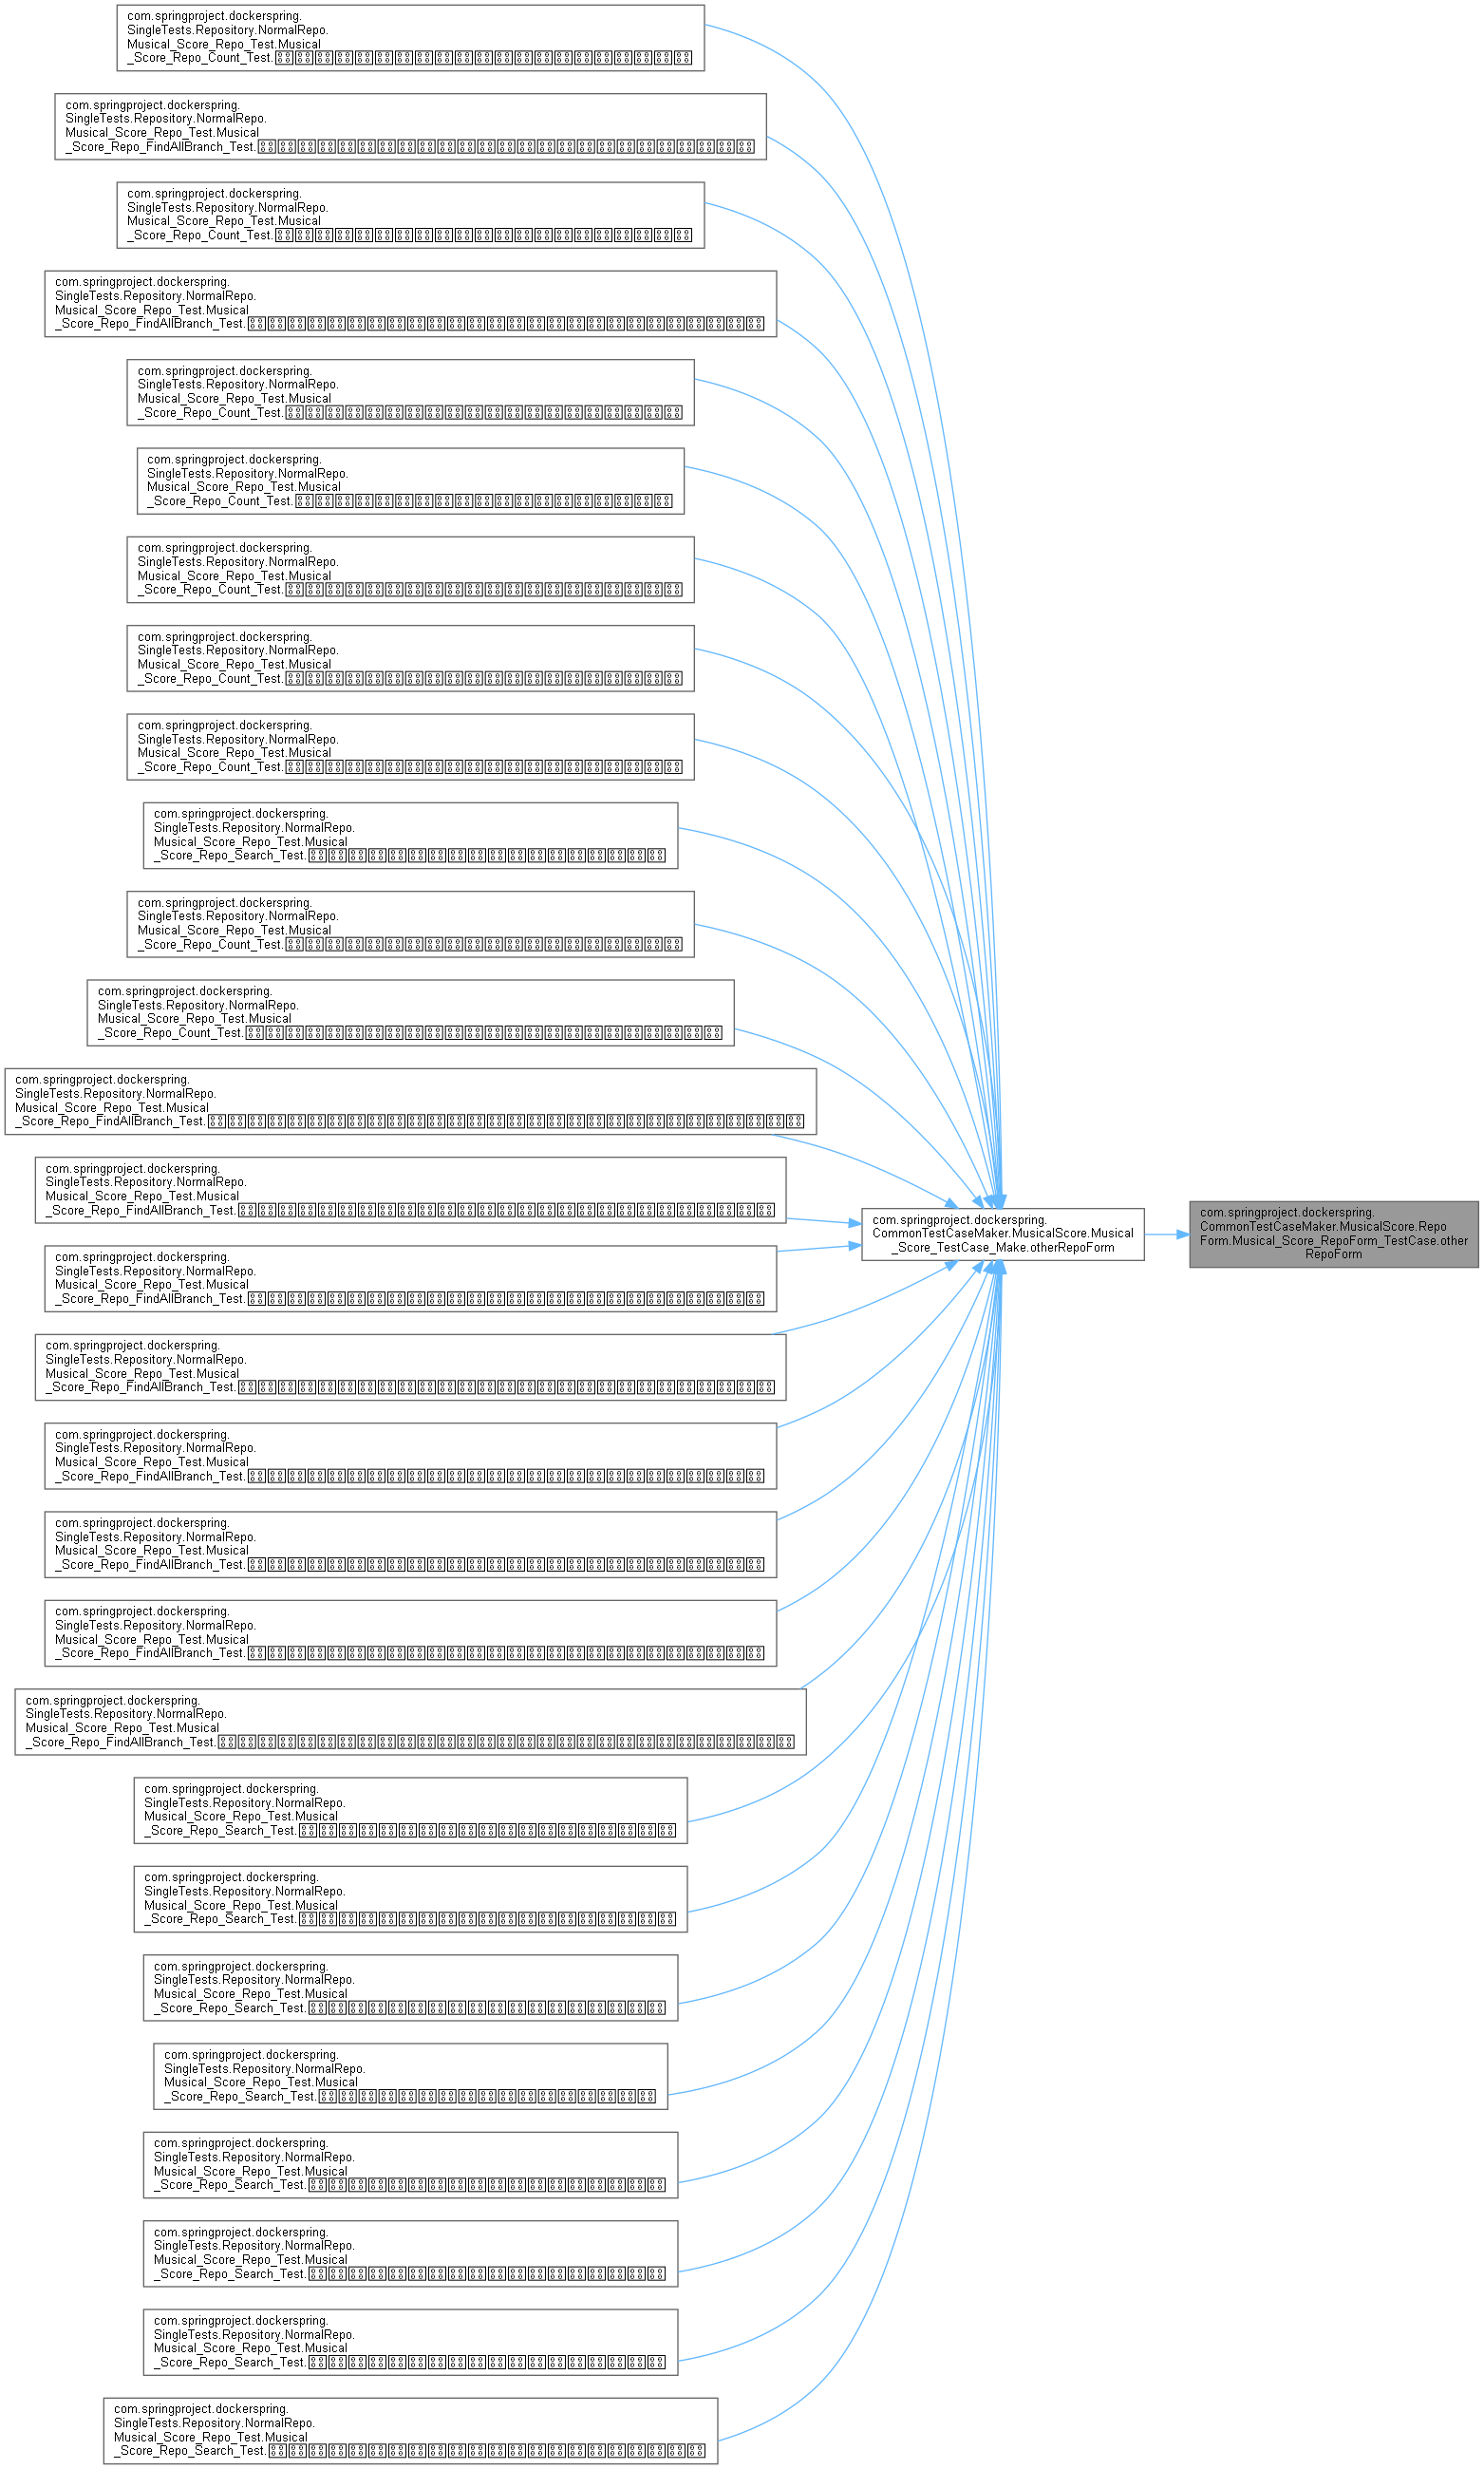 com.springproject.dockerspring.
SingleTests.Repository.NormalRepo.
Musical_Score_Repo_Test.Musical
_Score_Repo_Count_Test.
com.springproject.dockerspring.
SingleTests.Repository.NormalRepo.
Musical_Score_Repo_Test.Musical
_Score_Repo_FindAllBranch_Test.
com.springproject.dockerspring.
SingleTests.Repository.NormalRepo.
Musical_Score_Repo_Test.Musical
_Score_Repo_Count_Test.
com.springproject.dockerspring.
SingleTests.Repository.NormalRepo.
Musical_Score_Repo_Test.Musical
_Score_Repo_FindAllBranch_Test.
com.springproject.dockerspring.
SingleTests.Repository.NormalRepo.
Musical_Score_Repo_Test.Musical
_Score_Repo_Count_Test.
com.springproject.dockerspring.
SingleTests.Repository.NormalRepo.
Musical_Score_Repo_Test.Musical
_Score_Repo_Count_Test.
com.springproject.dockerspring.
SingleTests.Repository.NormalRepo.
Musical_Score_Repo_Test.Musical
_Score_Repo_Count_Test.
com.springproject.dockerspring.
SingleTests.Repository.NormalRepo.
Musical_Score_Repo_Test.Musical
_Score_Repo_Count_Test.
com.springproject.dockerspring.
SingleTests.Repository.NormalRepo.
Musical_Score_Repo_Test.Musical
_Score_Repo_Count_Test.
com.springproject.dockerspring.
SingleTests.Repository.NormalRepo.
Musical_Score_Repo_Test.Musical
_Score_Repo_Search_Test.
com.springproject.dockerspring.
SingleTests.Repository.NormalRepo.
Musical_Score_Repo_Test.Musical
_Score_Repo_Count_Test.
com.springproject.dockerspring.
SingleTests.Repository.NormalRepo.
Musical_Score_Repo_Test.Musical
_Score_Repo_Count_Test.
com.springproject.dockerspring.
SingleTests.Repository.NormalRepo.
Musical_Score_Repo_Test.Musical
_Score_Repo_FindAllBranch_Test.
com.springproject.dockerspring.
SingleTests.Repository.NormalRepo.
Musical_Score_Repo_Test.Musical
_Score_Repo_FindAllBranch_Test.
com.springproject.dockerspring.
SingleTests.Repository.NormalRepo.
Musical_Score_Repo_Test.Musical
_Score_Repo_FindAllBranch_Test.
com.springproject.dockerspring.
SingleTests.Repository.NormalRepo.
Musical_Score_Repo_Test.Musical
_Score_Repo_FindAllBranch_Test.
com.springproject.dockerspring.
SingleTests.Repository.NormalRepo.
Musical_Score_Repo_Test.Musical
_Score_Repo_FindAllBranch_Test.
com.springproject.dockerspring.
SingleTests.Repository.NormalRepo.
Musical_Score_Repo_Test.Musical
_Score_Repo_FindAllBranch_Test.
com.springproject.dockerspring.
SingleTests.Repository.NormalRepo.
Musical_Score_Repo_Test.Musical
_Score_Repo_FindAllBranch_Test.
com.springproject.dockerspring.
SingleTests.Repository.NormalRepo.
Musical_Score_Repo_Test.Musical
_Score_Repo_FindAllBranch_Test.
com.springproject.dockerspring.
SingleTests.Repository.NormalRepo.
Musical_Score_Repo_Test.Musical
_Score_Repo_Search_Test.
com.springproject.dockerspring.
SingleTests.Repository.NormalRepo.
Musical_Score_Repo_Test.Musical
_Score_Repo_Search_Test.
com.springproject.dockerspring.
SingleTests.Repository.NormalRepo.
Musical_Score_Repo_Test.Musical
_Score_Repo_Search_Test.
com.springproject.dockerspring.
SingleTests.Repository.NormalRepo.
Musical_Score_Repo_Test.Musical
_Score_Repo_Search_Test.
com.springproject.dockerspring.
SingleTests.Repository.NormalRepo.
Musical_Score_Repo_Test.Musical
_Score_Repo_Search_Test.
com.springproject.dockerspring.
SingleTests.Repository.NormalRepo.
Musical_Score_Repo_Test.Musical
_Score_Repo_Search_Test.
com.springproject.dockerspring.
SingleTests.Repository.NormalRepo.
Musical_Score_Repo_Test.Musical
_Score_Repo_Search_Test.
com.springproject.dockerspring.
SingleTests.Repository.NormalRepo.
Musical_Score_Repo_Test.Musical
_Score_Repo_Search_Test.
com.springproject.dockerspring.
CommonTestCaseMaker.MusicalScore.Musical
_Score_TestCase_Make.otherRepoForm
com.springproject.dockerspring.
CommonTestCaseMaker.MusicalScore.Repo
Form.Musical_Score_RepoForm_TestCase.other
RepoForm